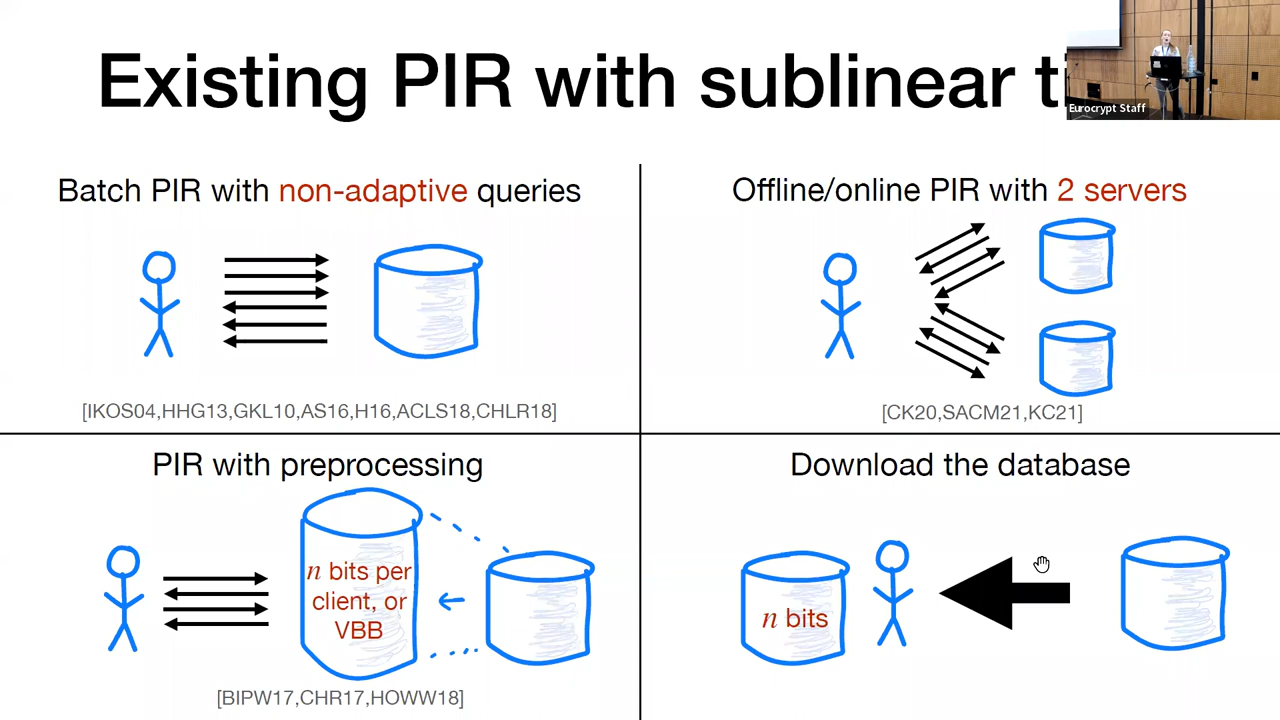 Existing PIR with sublinear t
Eurocrypt Staff
Batch PIR with non-adaptive queries
[IKOS04,HHG13,GKL10,AS16,H16,ACLS18,CHLR18]
Offline/online PIR with 2 servers
[CK20,SACM21,KC21]
PIR with preprocessing
n bits per
client, or
VBB
[BIPW17,CHR17,HOWW18]
Download the database
n bits